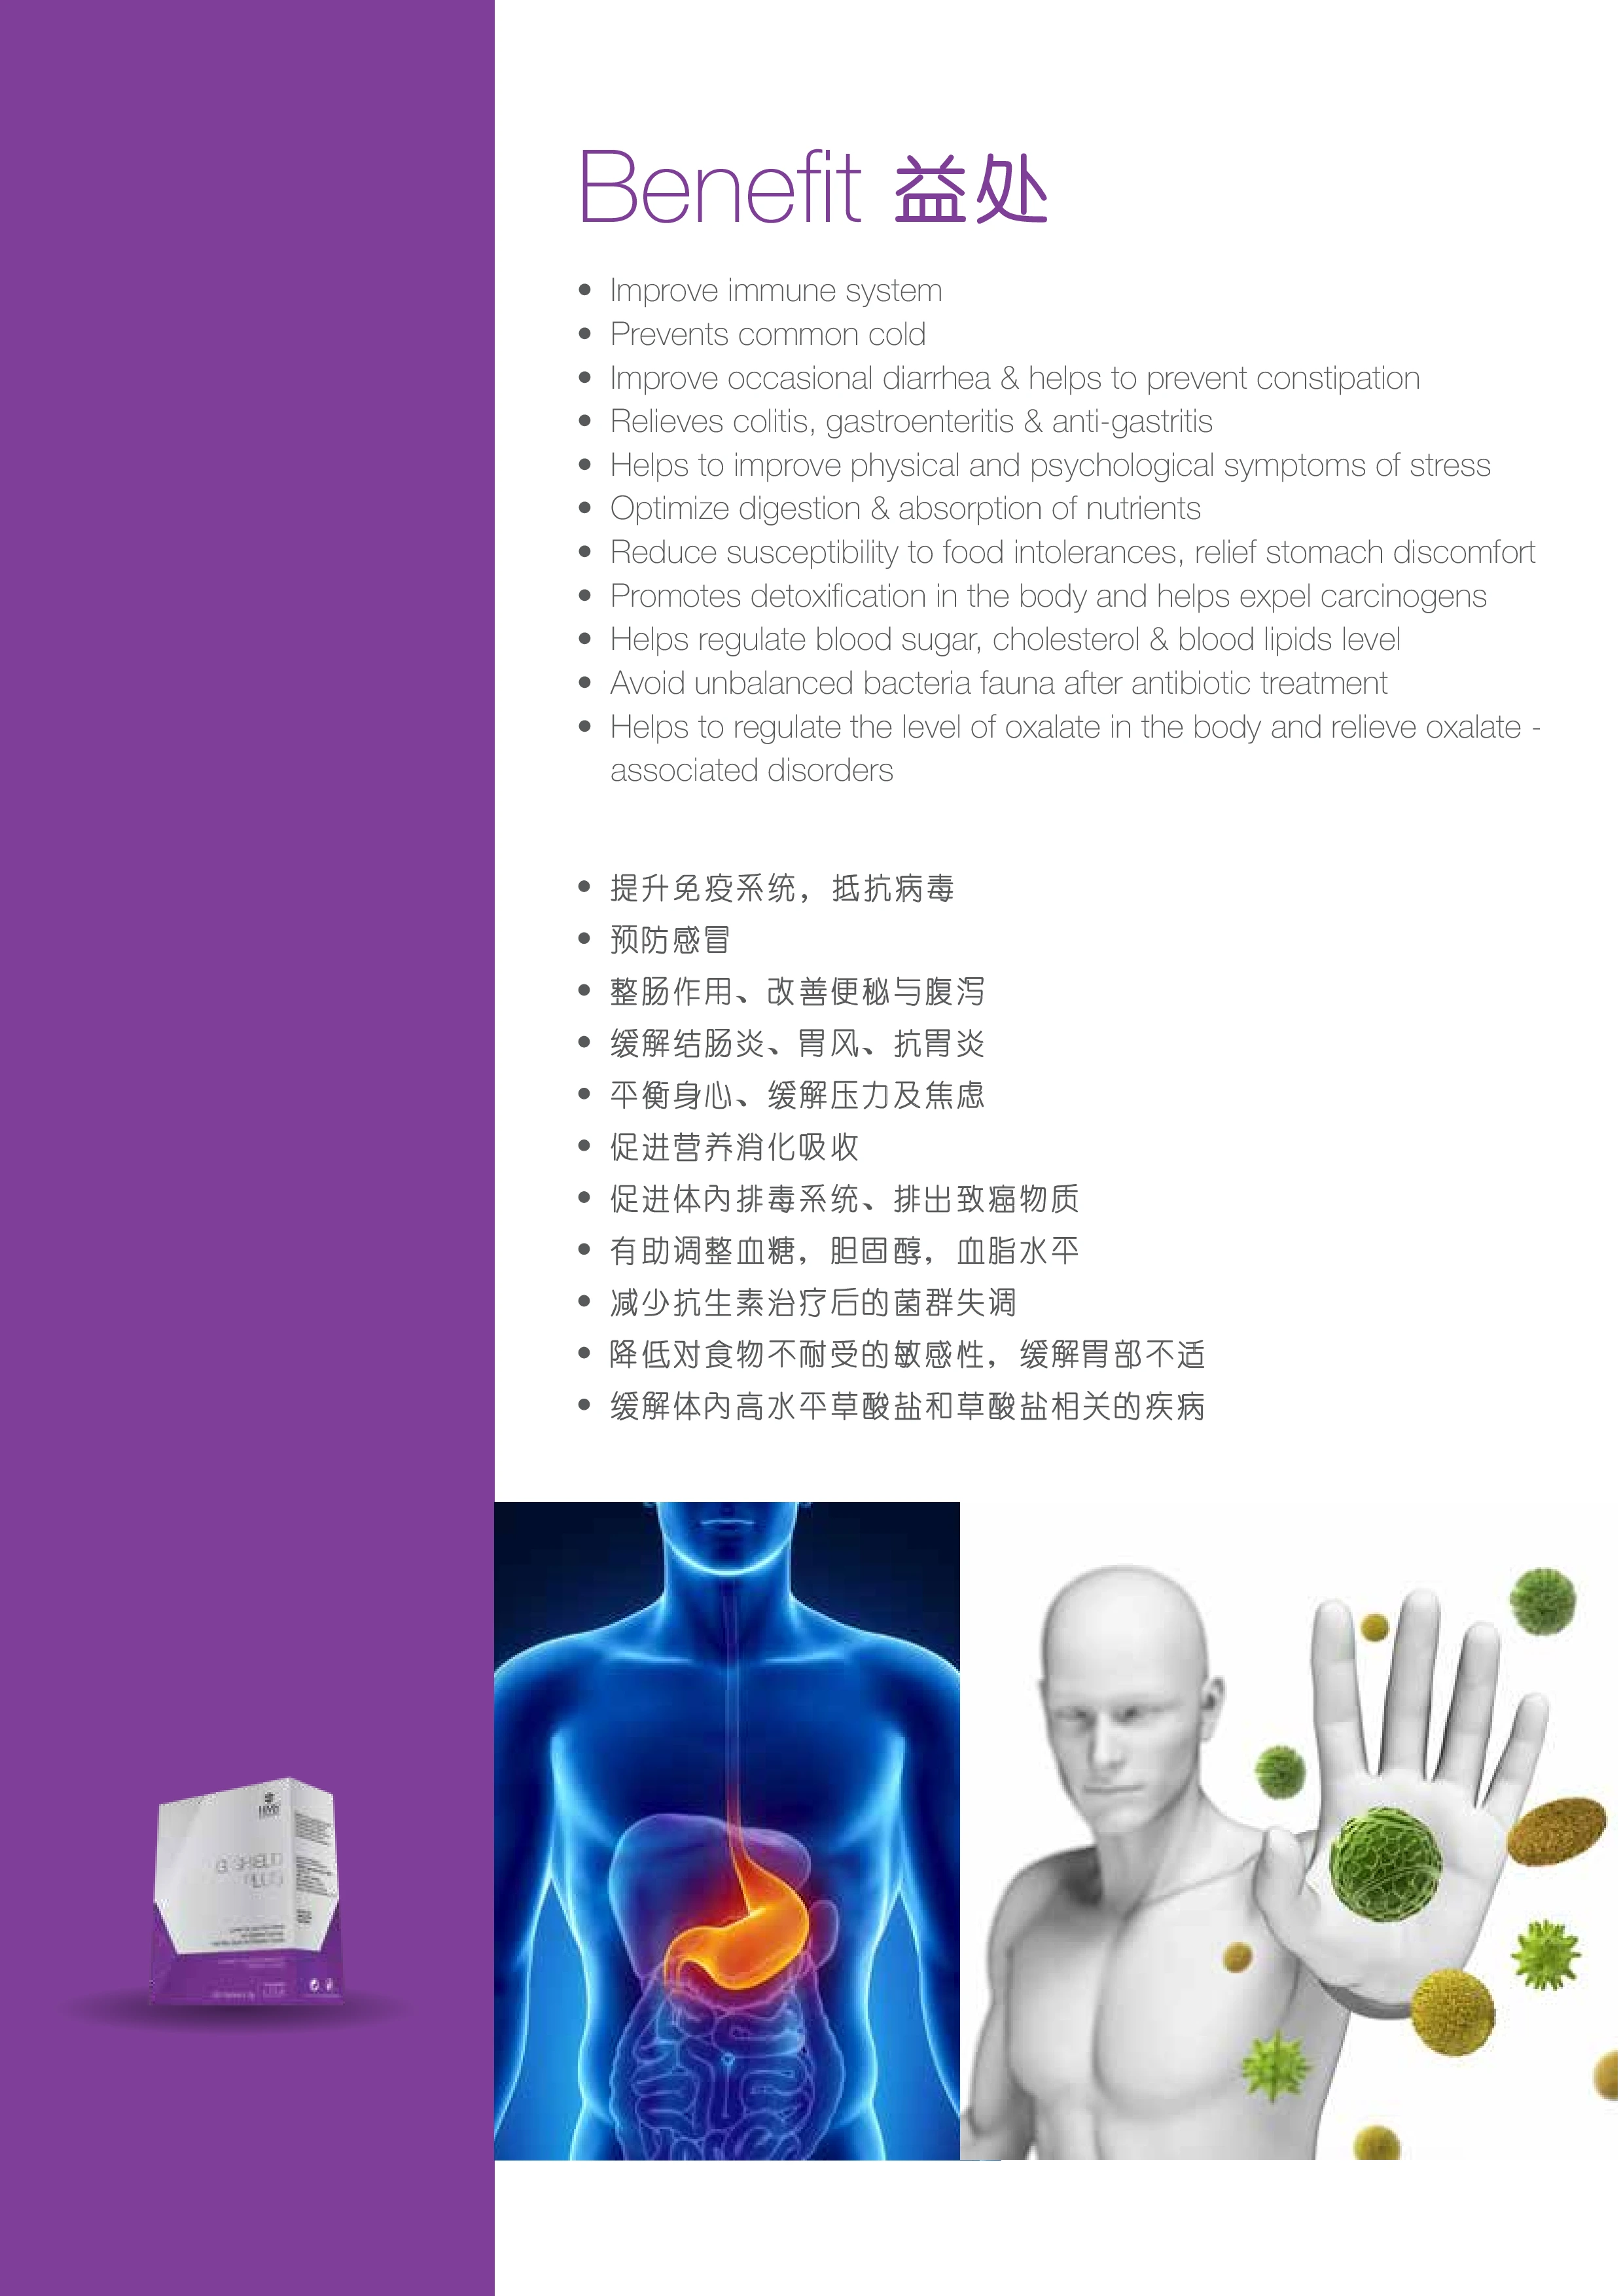 Benefit 益处
• Improve immune system
• Prevents common cold
• Improve occasional diarrhea & helps to prevent constipation
• Relieves colitis, gastroenteritis & anti-gastritis
• Helps to improve physical and psychological symptoms of stress
• Optimize digestion & absorption of nutrients
• Reduce susceptibility to food intolerances, relief stomach discomfort
• Promotes detoxification in the body and helps expel carcinogens
• Helps regulate blood sugar, cholesterol & blood lipids level
• Avoid unbalanced bacteria fauna after antibiotic treatment
• Helps to regulate the level of oxalate in the body and relieve oxalate -
associated disorders
• 提升免疫系统，抵抗病毒
• 预防感冒
• 整肠作用、改善便秘与腹泻
• 缓解结肠炎、胃风、抗胃炎
• 平衡身心、缓解压力及焦虑
• 促进营养消化吸收
• 促进体内排毒系统、排出致癌物质
• 有助调整血糖，胆固醇，血脂水平
• 减少抗生素治疗后的菌群失调
• 降低对食物不耐受的敏感性，缓解胃部不适
• 缓解体内高水平草酸盐和草酸盐相关的疾病
G SHIELD
PLUS